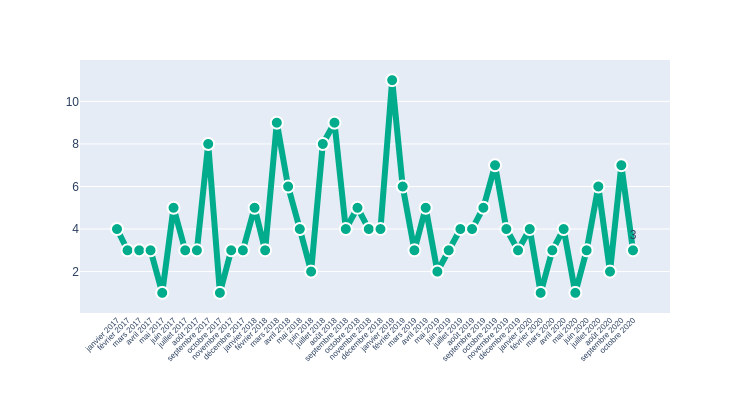 10
8
6
4
2
3
janvier 2017
février 2017
mars 2017
avril 2017
mai 2017
juin 2017
juillet 2017
août 2017
septembre 2017
octobre 2017
novembre 2017
décembre 2017
janvier 2018
février 2018
mars 2018
avril 2018
mai 2018
juin 2018
juillet 2018
août 2018
septembre 2018
octobre 2018
novembre 2018
décembre 2018
janvier 2019
février 2019
mars 2019
avril 2019
mai 2019
juin 2019
juillet 2019
août 2019
septembre 2019
octobre 2019
novembre 2019
décembre 2019
janvier 2020
février 2020
mars 2020
avril 2020
mai 2020
juin 2020
juillet 2020
août 2020
septembre 2020
octobre 2020